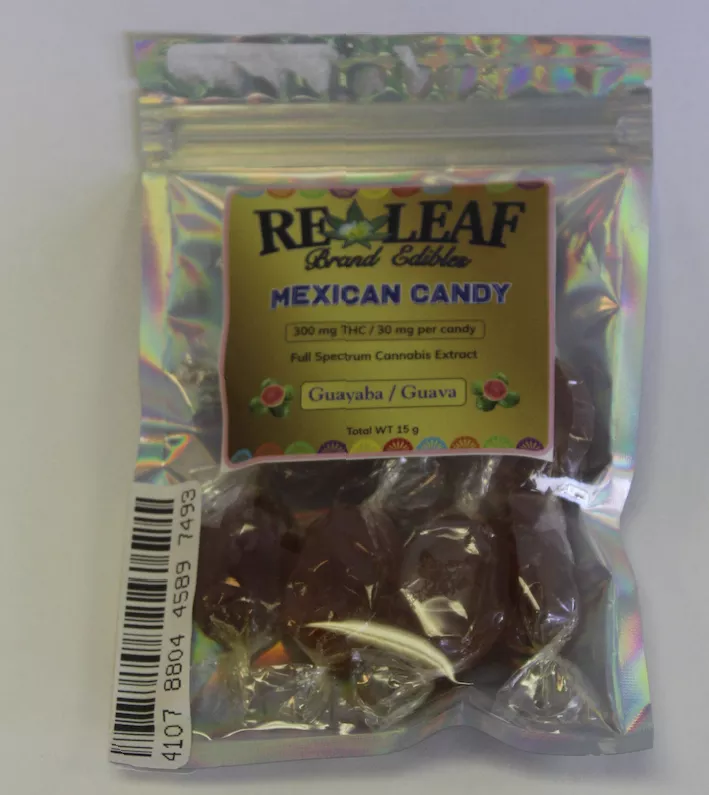 RE LEAF
Brand Edibles
MEXICAN CANDY
300 mg THC / 30 mg per candy
Full Spectrum Cannabis Extract
Guayaba / Guava
Total WT 15 g
4107 8804 4589 7493